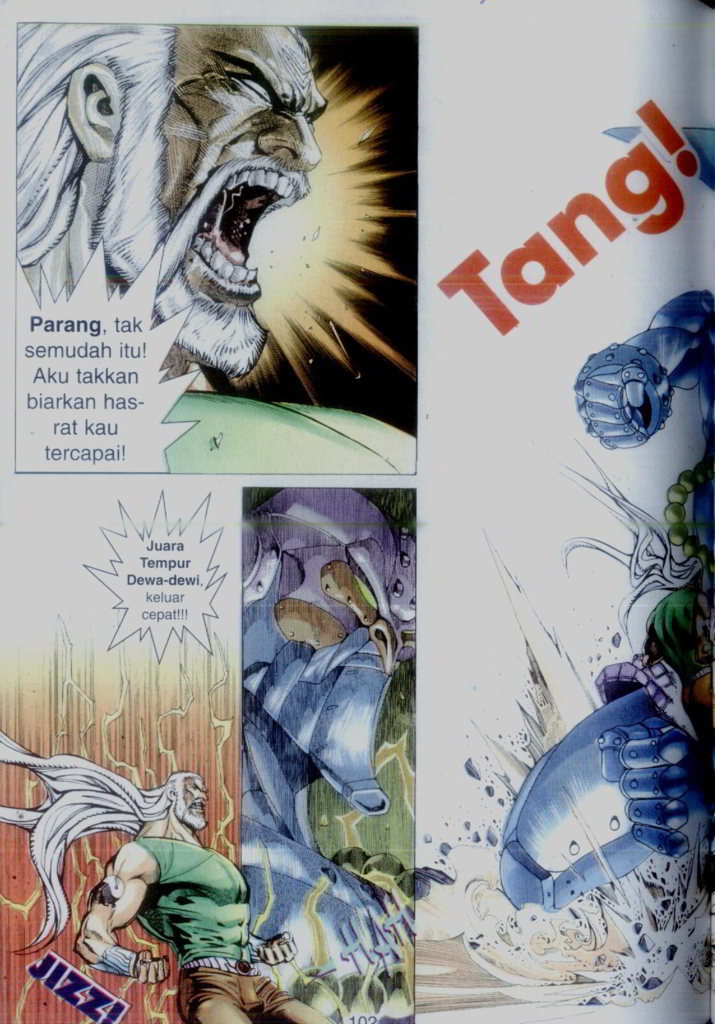 Parang, tak
semudah itu!
Aku takkan
biarkan has-
rat kau
tercapai!
Tang!
Juara
Tempur
Dewa-dewi,
keluar
cepat!!!
JIZZ!
102